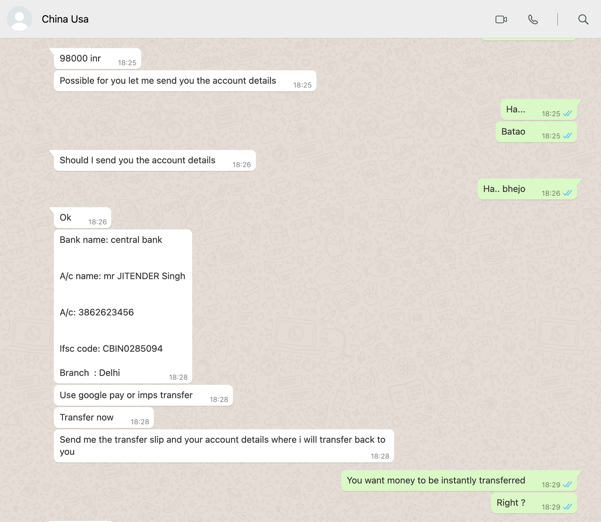 China Usa
98000 inr 18:25
Possible for you let me send you the account details 18:25
Ha... 18:25
Batao 18:25
Should I send you the account details 18:26
Ha.. bhejo 18:26
Ok 18:26
Bank name: central bank
A/c name: mr JITENDER Singh
A/c: 3862623456
Ifsc code: CBIN0285094
Branch : Delhi 18:28
Use google pay or imps transfer 18:28
Transfer now 18:28
Send me the transfer slip and your account details where i will transfer back to
you 18:28
You want money to be instantly transferred 18:29
Right ? 18:29